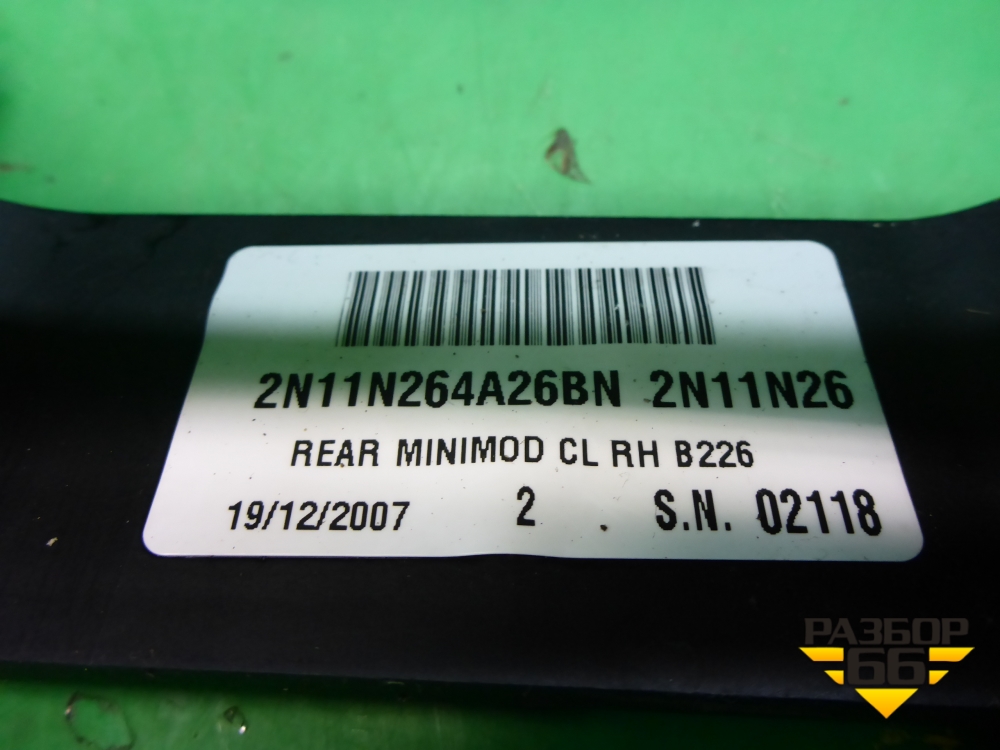 2N11N264A26BN 2N11N26
REAR MINIMOD CL RH B226
19/12/2007 2 . S.N. 02118
РАЗБОР
66